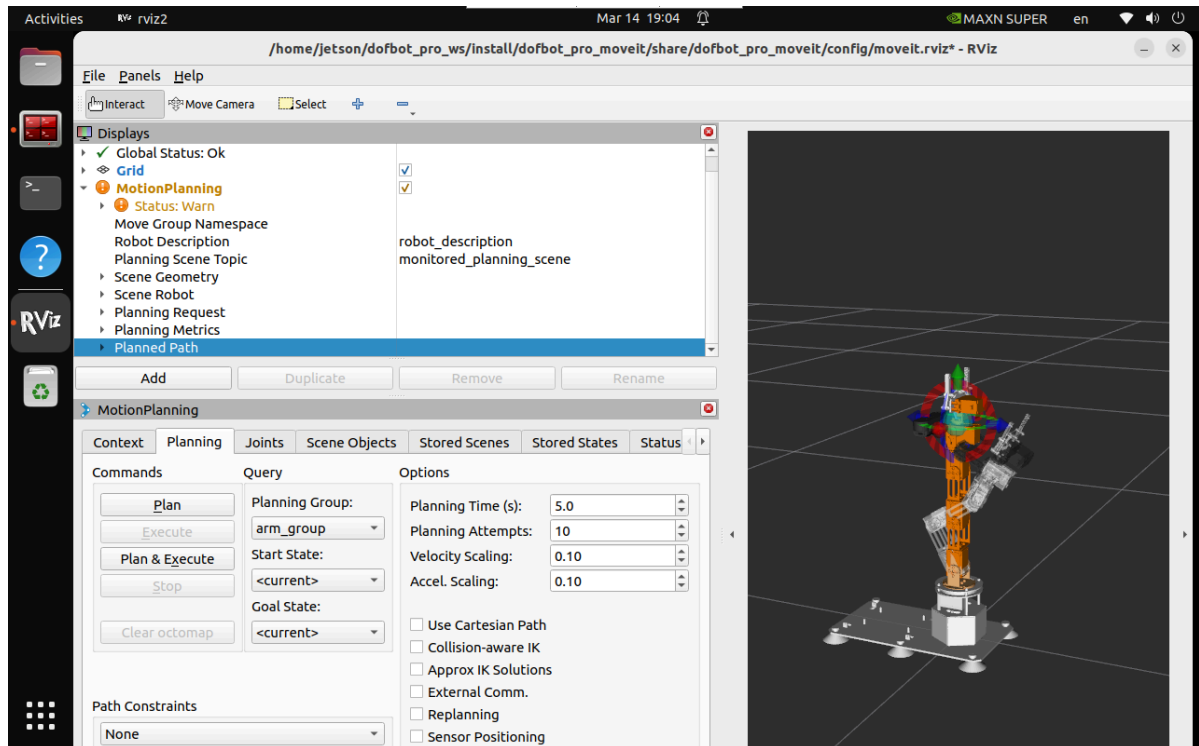 Activities RViz rviz2 Mar 14 19:04 MAXN SUPER en
/home/jetson/dofbot_pro_ws/install/dofbot_pro_moveit/share/dofbot_pro_moveit/config/moveit.rviz* - RViz
File Panels Help
Interact Move Camera Select
Displays
Global Status: Ok
Grid
MotionPlanning
Status: Warn
Move Group Namespace
Robot Description robot_description
Planning Scene Topic monitored_planning_scene
Scene Geometry
Scene Robot
Planning Request
Planning Metrics
Planned Path
RViz
Add Duplicate Remove Rename
MotionPlanning
Context Planning Joints Scene Objects Stored Scenes Stored States Status
Commands Query Options
Plan Planning Group: Planning Time (s): 5.0
Execute arm_group Planning Attempts: 10
Plan & Execute Start State: Velocity Scaling: 0.10
Stop <current> Accel. Scaling: 0.10
Goal State:
Clear octomap <current> Use Cartesian Path
Collision-aware IK
Approx IK Solutions
External Comm.
Path Constraints Replanning
None Sensor Positioning